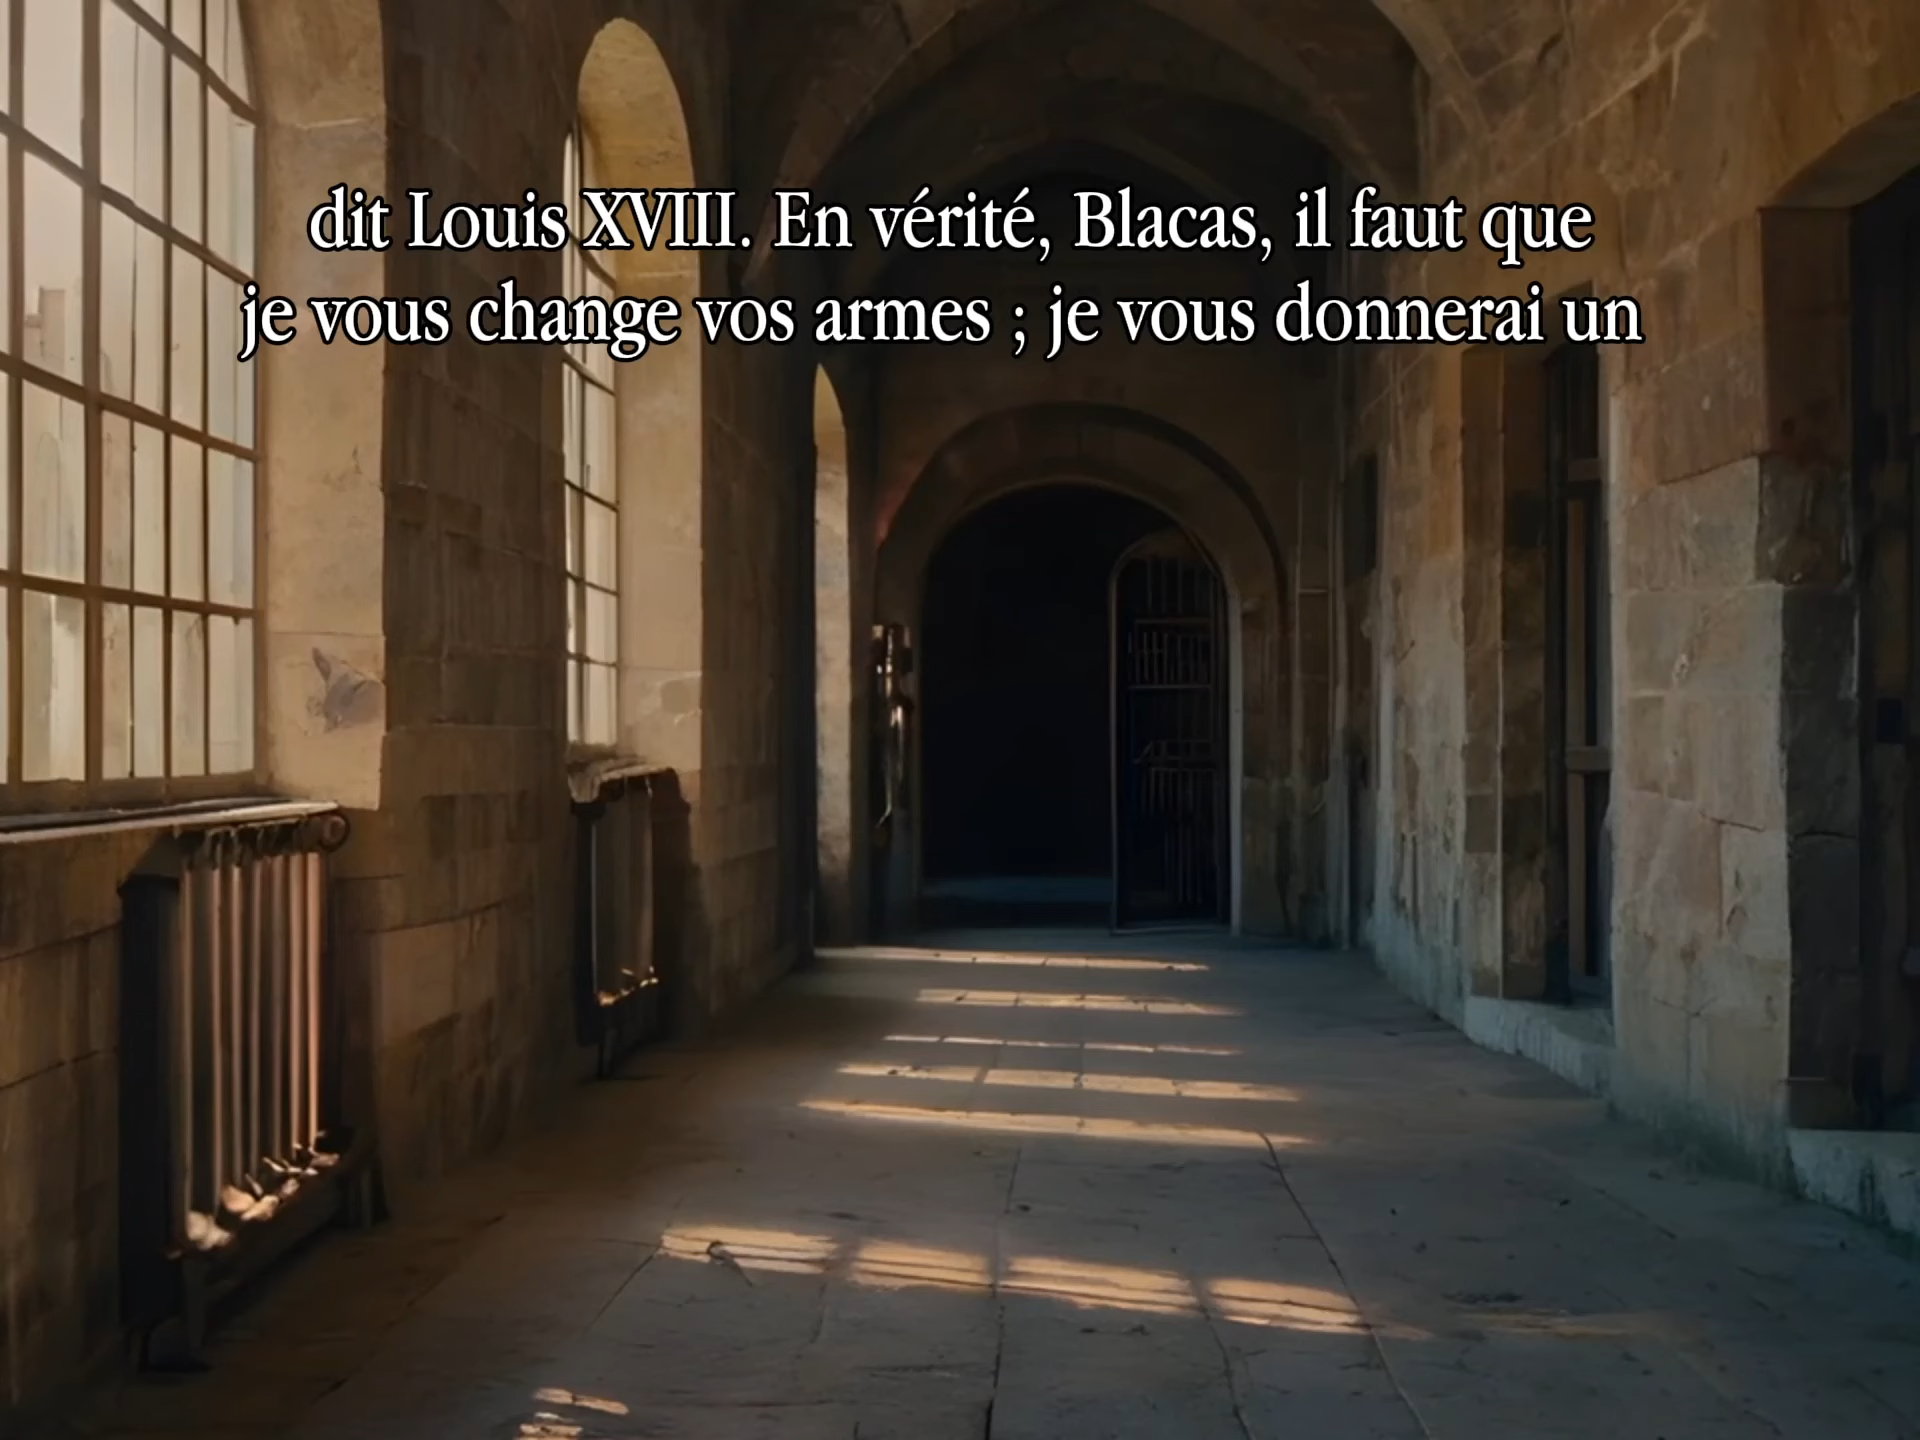 dit Louis XVIII. En vérité, Blacas, il faut que
je vous change vos armes ; je vous donnerai un